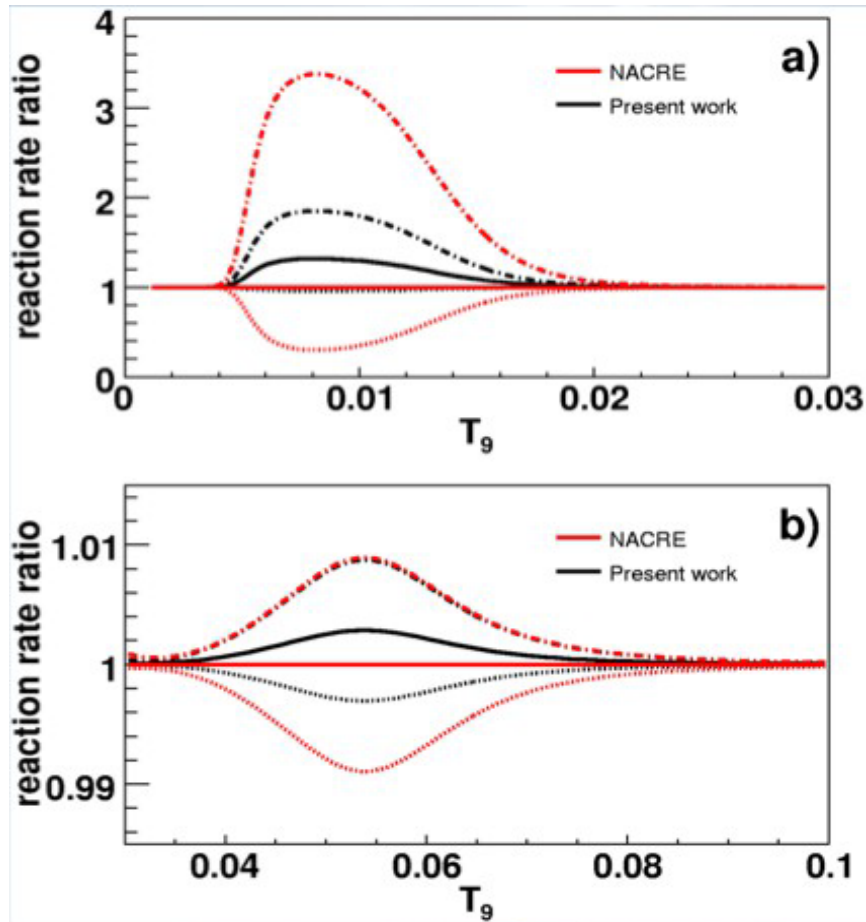 4
a)
NACRE
3
Present work
2
1
0
0
0.01
0.02
0.03
T9
reaction rate ratio
b)
NACRE
1.01
Present work
1
0.99
0.04
0.06
0.08
0.1
T9
reaction rate ratio